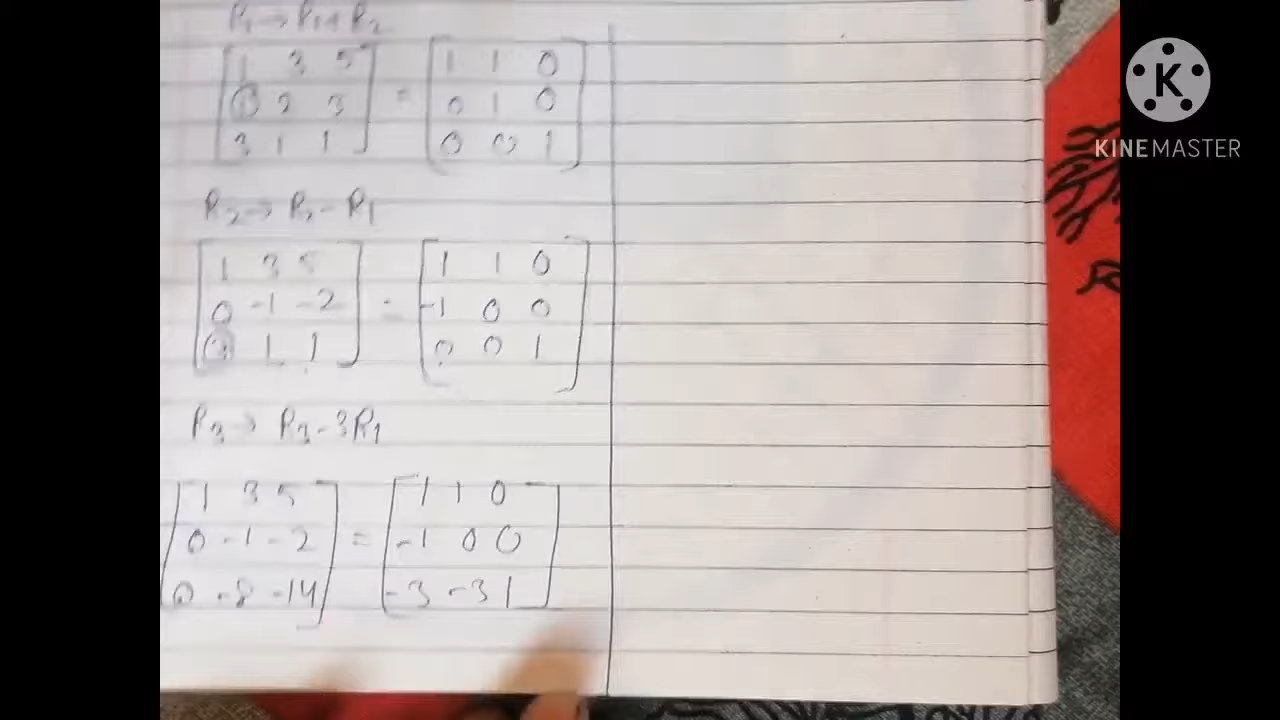 R1 → R1 + R2
[1 3 5] = [1 1 0]
[1 2 3] [0 1 0]
[3 1 1] [0 0 1]
R2 → R2 - R1
[1 3 5] = [1 1 0]
[0 -1 -2] [-1 0 0]
[3 1 1] [0 0 1]
R3 → R3 - 3R1
[1 3 5] = [1 1 0]
[0 -1 -2] [-1 0 0]
[0 -8 -14] [-3 -3 1]
K
KINEMASTER